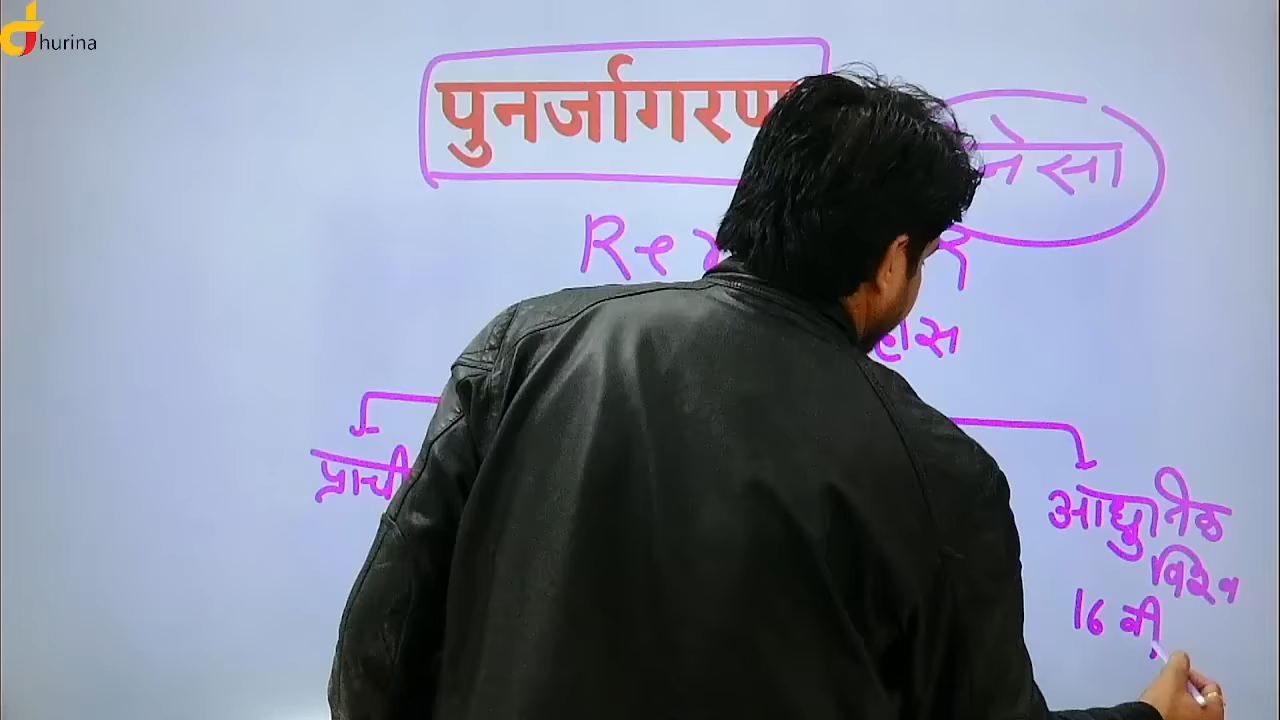 hurina
पुनर्जागरण
नेसा
Re
हास
प्राची
आधुनिक
विश्व
16 वी